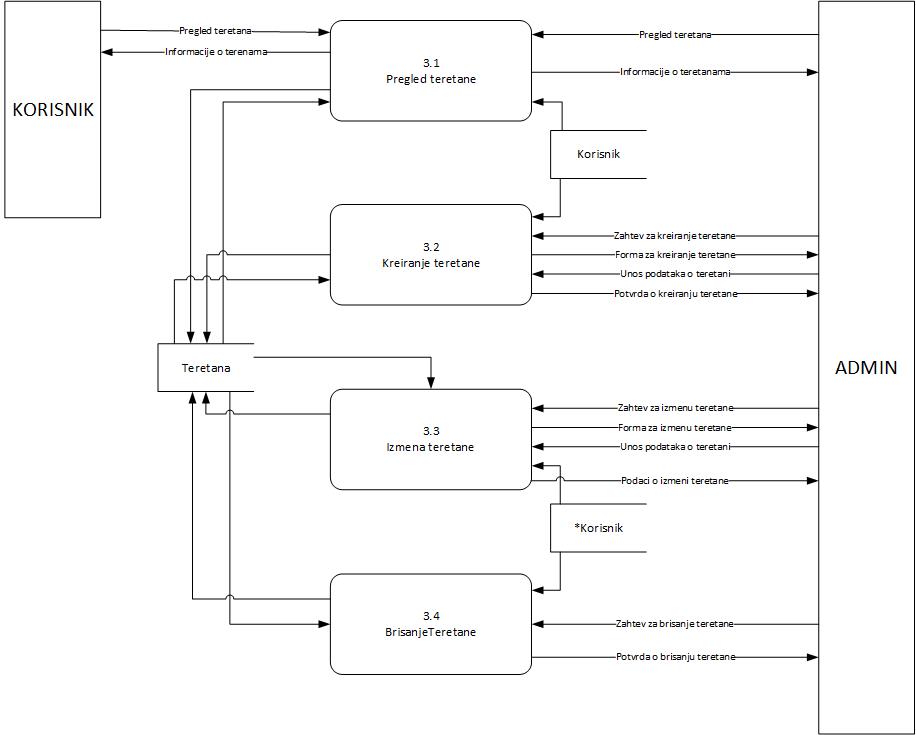 KORISNIK
Pregled teretana
Informacije o terenama
3.1
Pregled teretane
Pregled teretana
Informacije o teretanama
Korisnik
3.2
Kreiranje teretane
Zahtev za kreiranje teretane
Forma za kreiranje teretane
Unos podataka o teretani
Potvrda o kreiranju teretane
Teretana
ADMIN
3.3
Izmena teretane
Zahtev za izmenu teretane
Forma za izmenu teretane
Unos podataka o teretani
Podaci o izmeni teretane
*Korisnik
3.4
BrisanjeTeretane
Zahtev za brisanje teretane
Potvrda o brisanju teretane